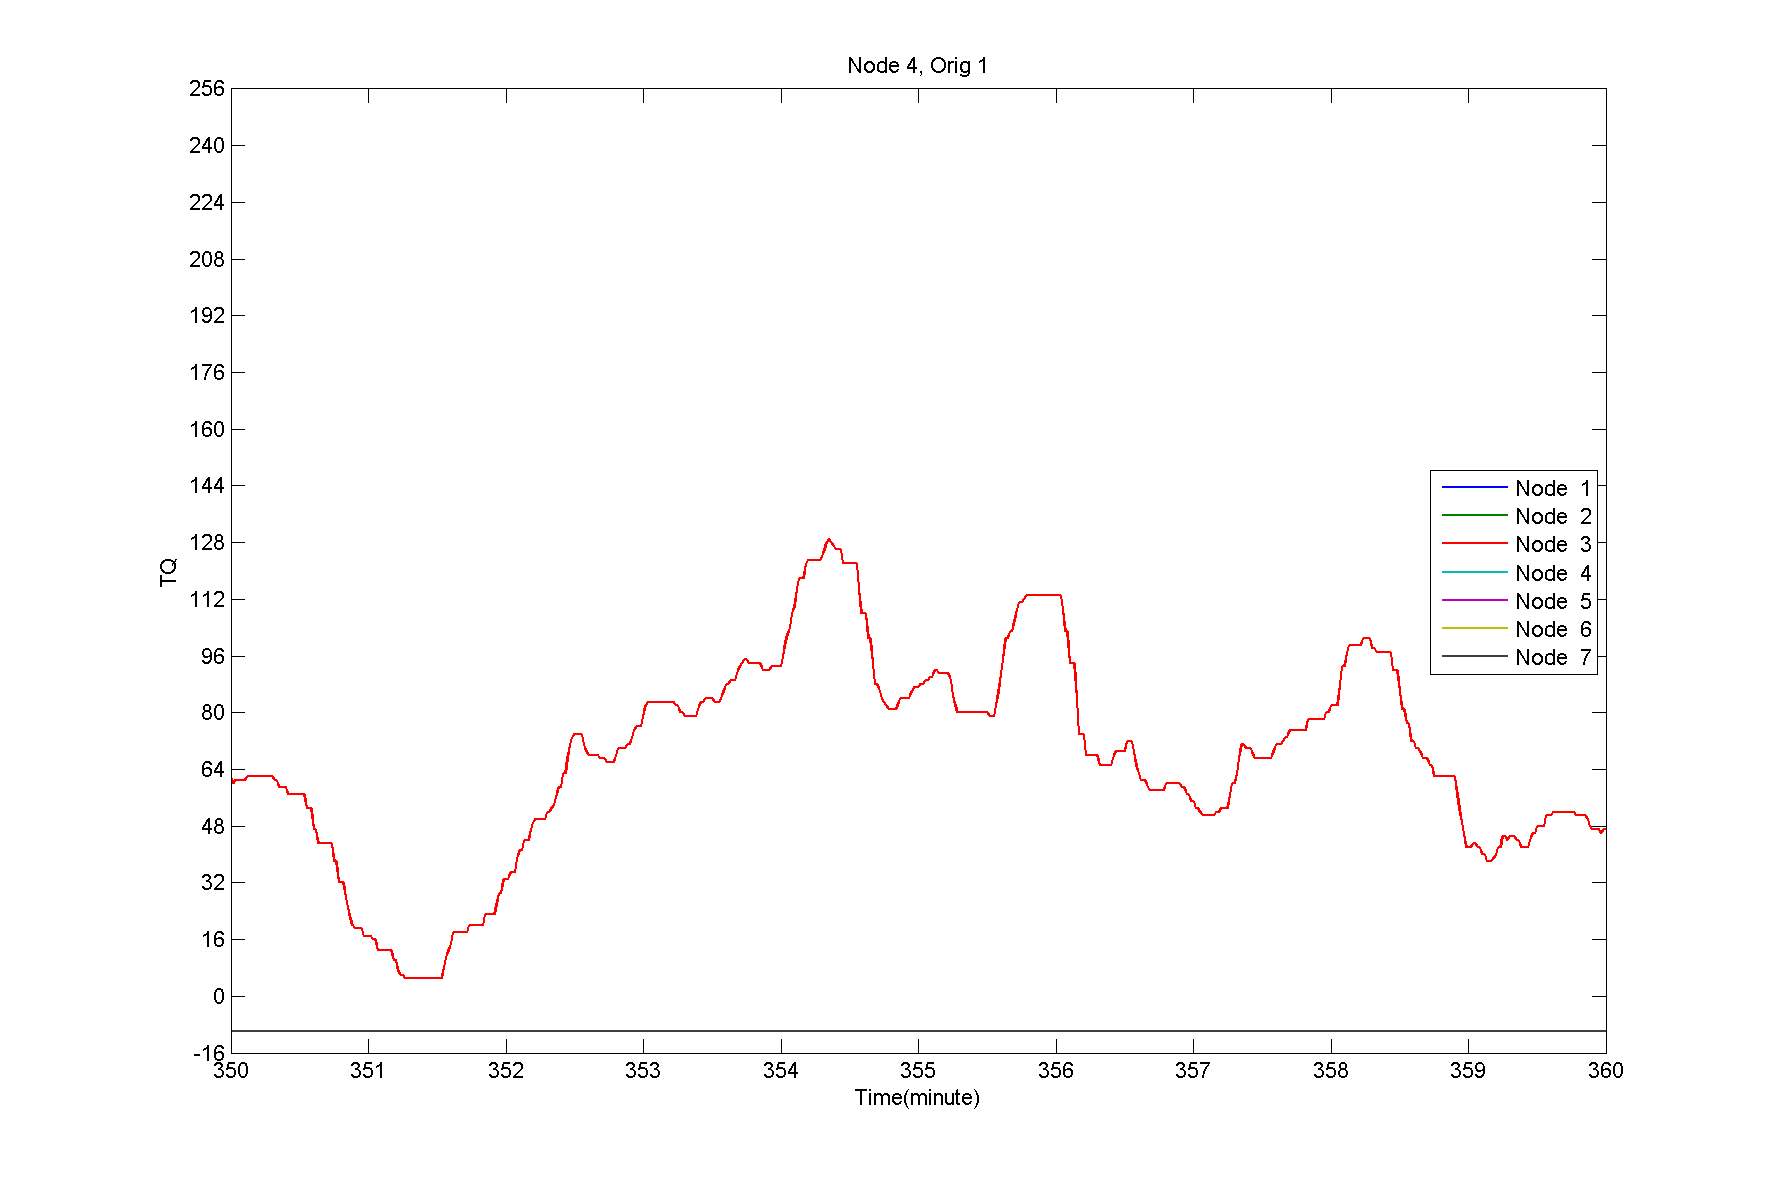 Node 4, Orig 1
256
240
224
208
192
176
160
144
128
112
96
80
64
48
32
16
0
-16
TQ
Node 1
Node 2
Node 3
Node 4
Node 5
Node 6
Node 7
350 351 352 353 354 355 356 357 358 359 360
Time(minute)